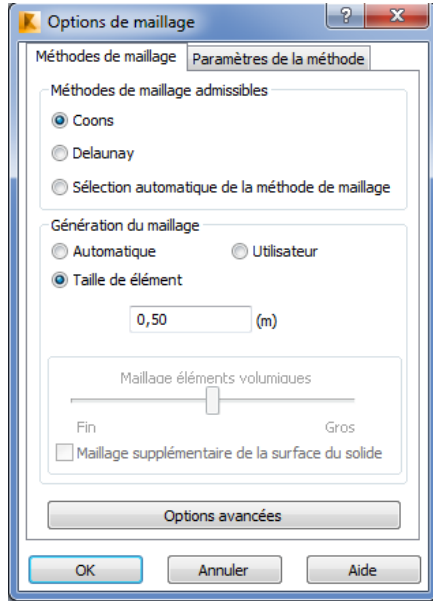 Options de maillage
Méthodes de maillage
Paramètres de la méthode
Méthodes de maillage admissibles
Coons
Delaunay
Sélection automatique de la méthode de maillage
Génération du maillage
Automatique
Utilisateur
Taille de élément
0,50 (m)
Maillage éléments volumiques
Fin
Gros
Maillage supplémentaire de la surface du solide
Options avancées
OK
Annuler
Aide